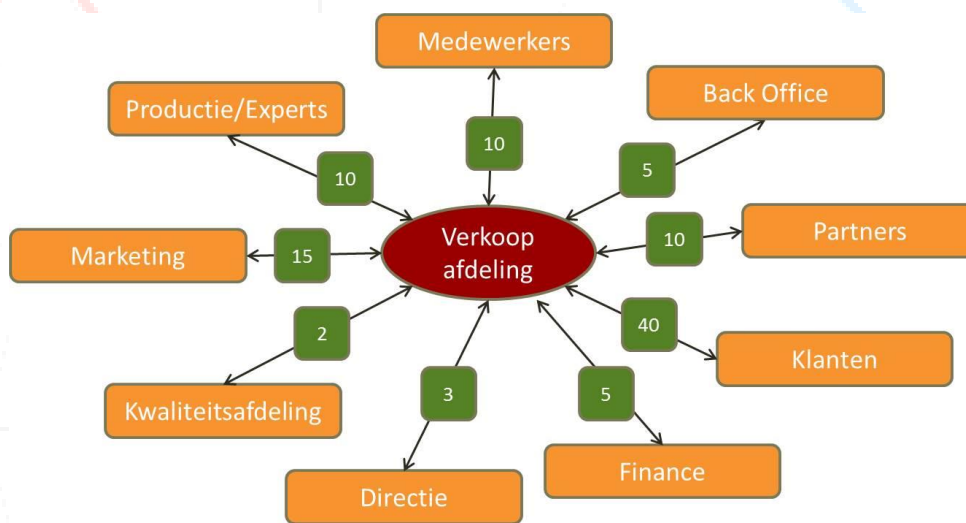 Medewerkers
Back Office
Productie/Experts
10
5
10
Partners
10
Verkoop
afdeling
Marketing
15
2
40
Klanten
Kwaliteitsafdeling
3
5
Finance
Directie